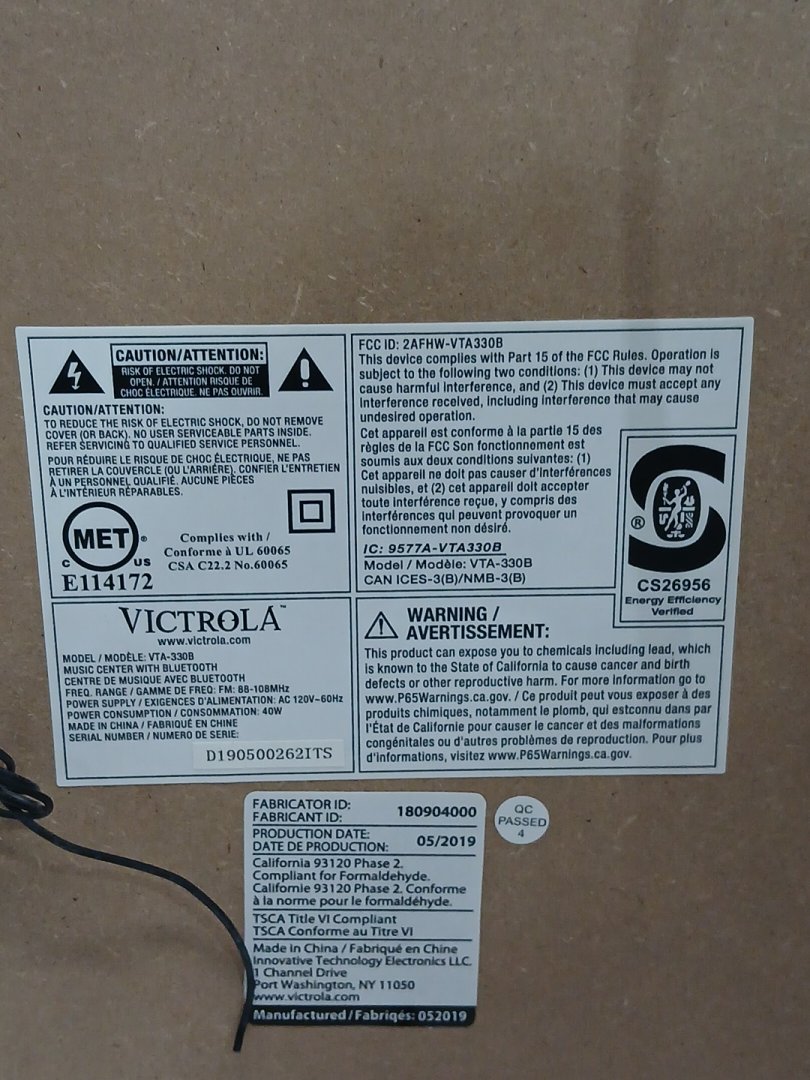 CAUTION/ATTENTION:
RISK OF ELECTRIC SHOCK. DO NOT
OPEN. / ATTENTION RISQUE DE
CHOC ÉLECTRIQUE. NE PAS OUVRIR.
CAUTION/ATTENTION:
TO REDUCE THE RISK OF ELECTRIC SHOCK, DO NOT REMOVE
COVER (OR BACK). NO USER SERVICEABLE PARTS INSIDE.
REFER SERVICING TO QUALIFIED SERVICE PERSONNEL.
POUR RÉDUIRE LE RISQUE DE CHOC ÉLECTRIQUE, NE PAS
RETIRER LA COUVERCLE (OU L'ARRIÈRE). CONFIER L'ENTRETIEN
À UN PERSONNEL QUALIFIÉ. AUCUNE PIÈCES
À L'INTÉRIEUR RÉPARABLES.
MET ®
C US
E114172
Complies with /
Conforme à UL 60065
CSA C22.2 No.60065
VICTROLA™
www.victrola.com
MODEL / MODÈLE: VTA-330B
MUSIC CENTER WITH BLUETOOTH
CENTRE DE MUSIQUE AVEC BLUETOOTH
FREQ. RANGE / GAMME DE FREQ: FM: 88-108MHz
POWER SUPPLY / EXIGENCES D'ALIMENTATION: AC 120V~60Hz
POWER CONSUMPTION / CONSOMMATION: 40W
MADE IN CHINA / FABRIQUÉ EN CHINE
SERIAL NUMBER / NUMERO DE SERIE:
D190500262ITS
FCC ID: 2AFHW-VTA330B
This device complies with Part 15 of the FCC Rules. Operation is
subject to the following two conditions: (1) This device may not
cause harmful interference, and (2) This device must accept any
interference received, including interference that may cause
undesired operation.
Cet appareil est conforme à la partie 15 des
règles de la FCC Son fonctionnement est
soumis aux deux conditions suivantes: (1)
Cet appareil ne doit pas causer d'interférences
nuisibles, et (2) cet appareil doit accepter
toute interférence reçue, y compris des
interférences qui peuvent provoquer un
fonctionnement non désiré.
IC: 9577A-VTA330B
Model / Modèle: VTA-330B
CAN ICES-3(B)/NMB-3(B)
®
CS26956
Energy Efficiency
Verified
WARNING /
AVERTISSEMENT:
This product can expose you to chemicals including lead, which
is known to the State of California to cause cancer and birth
defects or other reproductive harm. For more information go to
www.P65Warnings.ca.gov. / Ce produit peut vous exposer à des
produits chimiques, notamment le plomb, qui estconnu dans par
l'État de Californie pour causer le cancer et des malformations
congénitales ou d'autres problèmes de reproduction. Pour plus
d'informations, visitez www.P65Warnings.ca.gov.
FABRICATOR ID:
FABRICANT ID: 180904000
PRODUCTION DATE:
DATE DE PRODUCTION: 05/2019
California 93120 Phase 2.
Compliant for Formaldehyde.
Californie 93120 Phase 2. Conforme
à la norme pour le formaldéhyde.
TSCA Title VI Compliant
TSCA Conforme au Titre VI
Made in China / Fabriqué en Chine
Innovative Technology Electronics LLC.
1 Channel Drive
Port Washington, NY 11050
www.victrola.com
Manufactured / Fabriqés: 052019
QC
PASSED
4